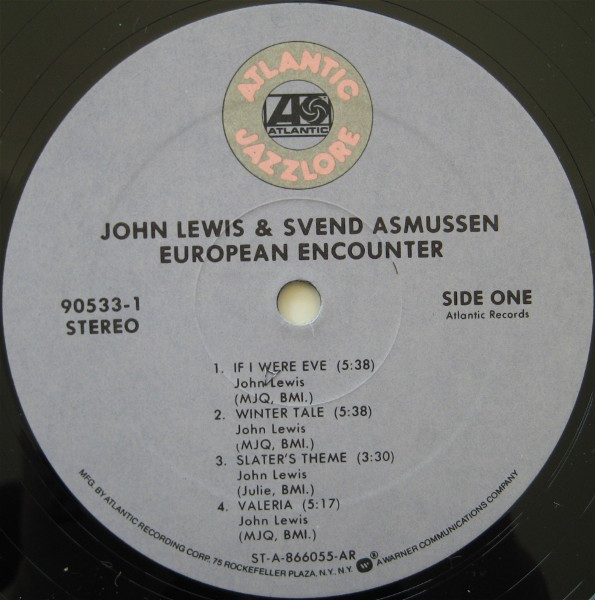 ATLANTIC
ATLANTIC
JAZZLORE
JOHN LEWIS & SVEND ASMUSSEN
EUROPEAN ENCOUNTER
90533-1
STEREO
SIDE ONE
Atlantic Records
1. IF I WERE EVE (5:38)
John Lewis
(MJQ, BMI.)
2. WINTER TALE (5:38)
John Lewis
(MJQ, BMI.)
3. SLATER'S THEME (3:30)
John Lewis
(Julie, BMI.)
4. VALERIA (5:17)
John Lewis
(MJQ, BMI.)
ST-A-866055-AR
MFG. BY ATLANTIC RECORDING CORP. 75 ROCKEFELLER PLAZA, N.Y. N.Y. ® A WARNER COMMUNICATIONS COMPANY